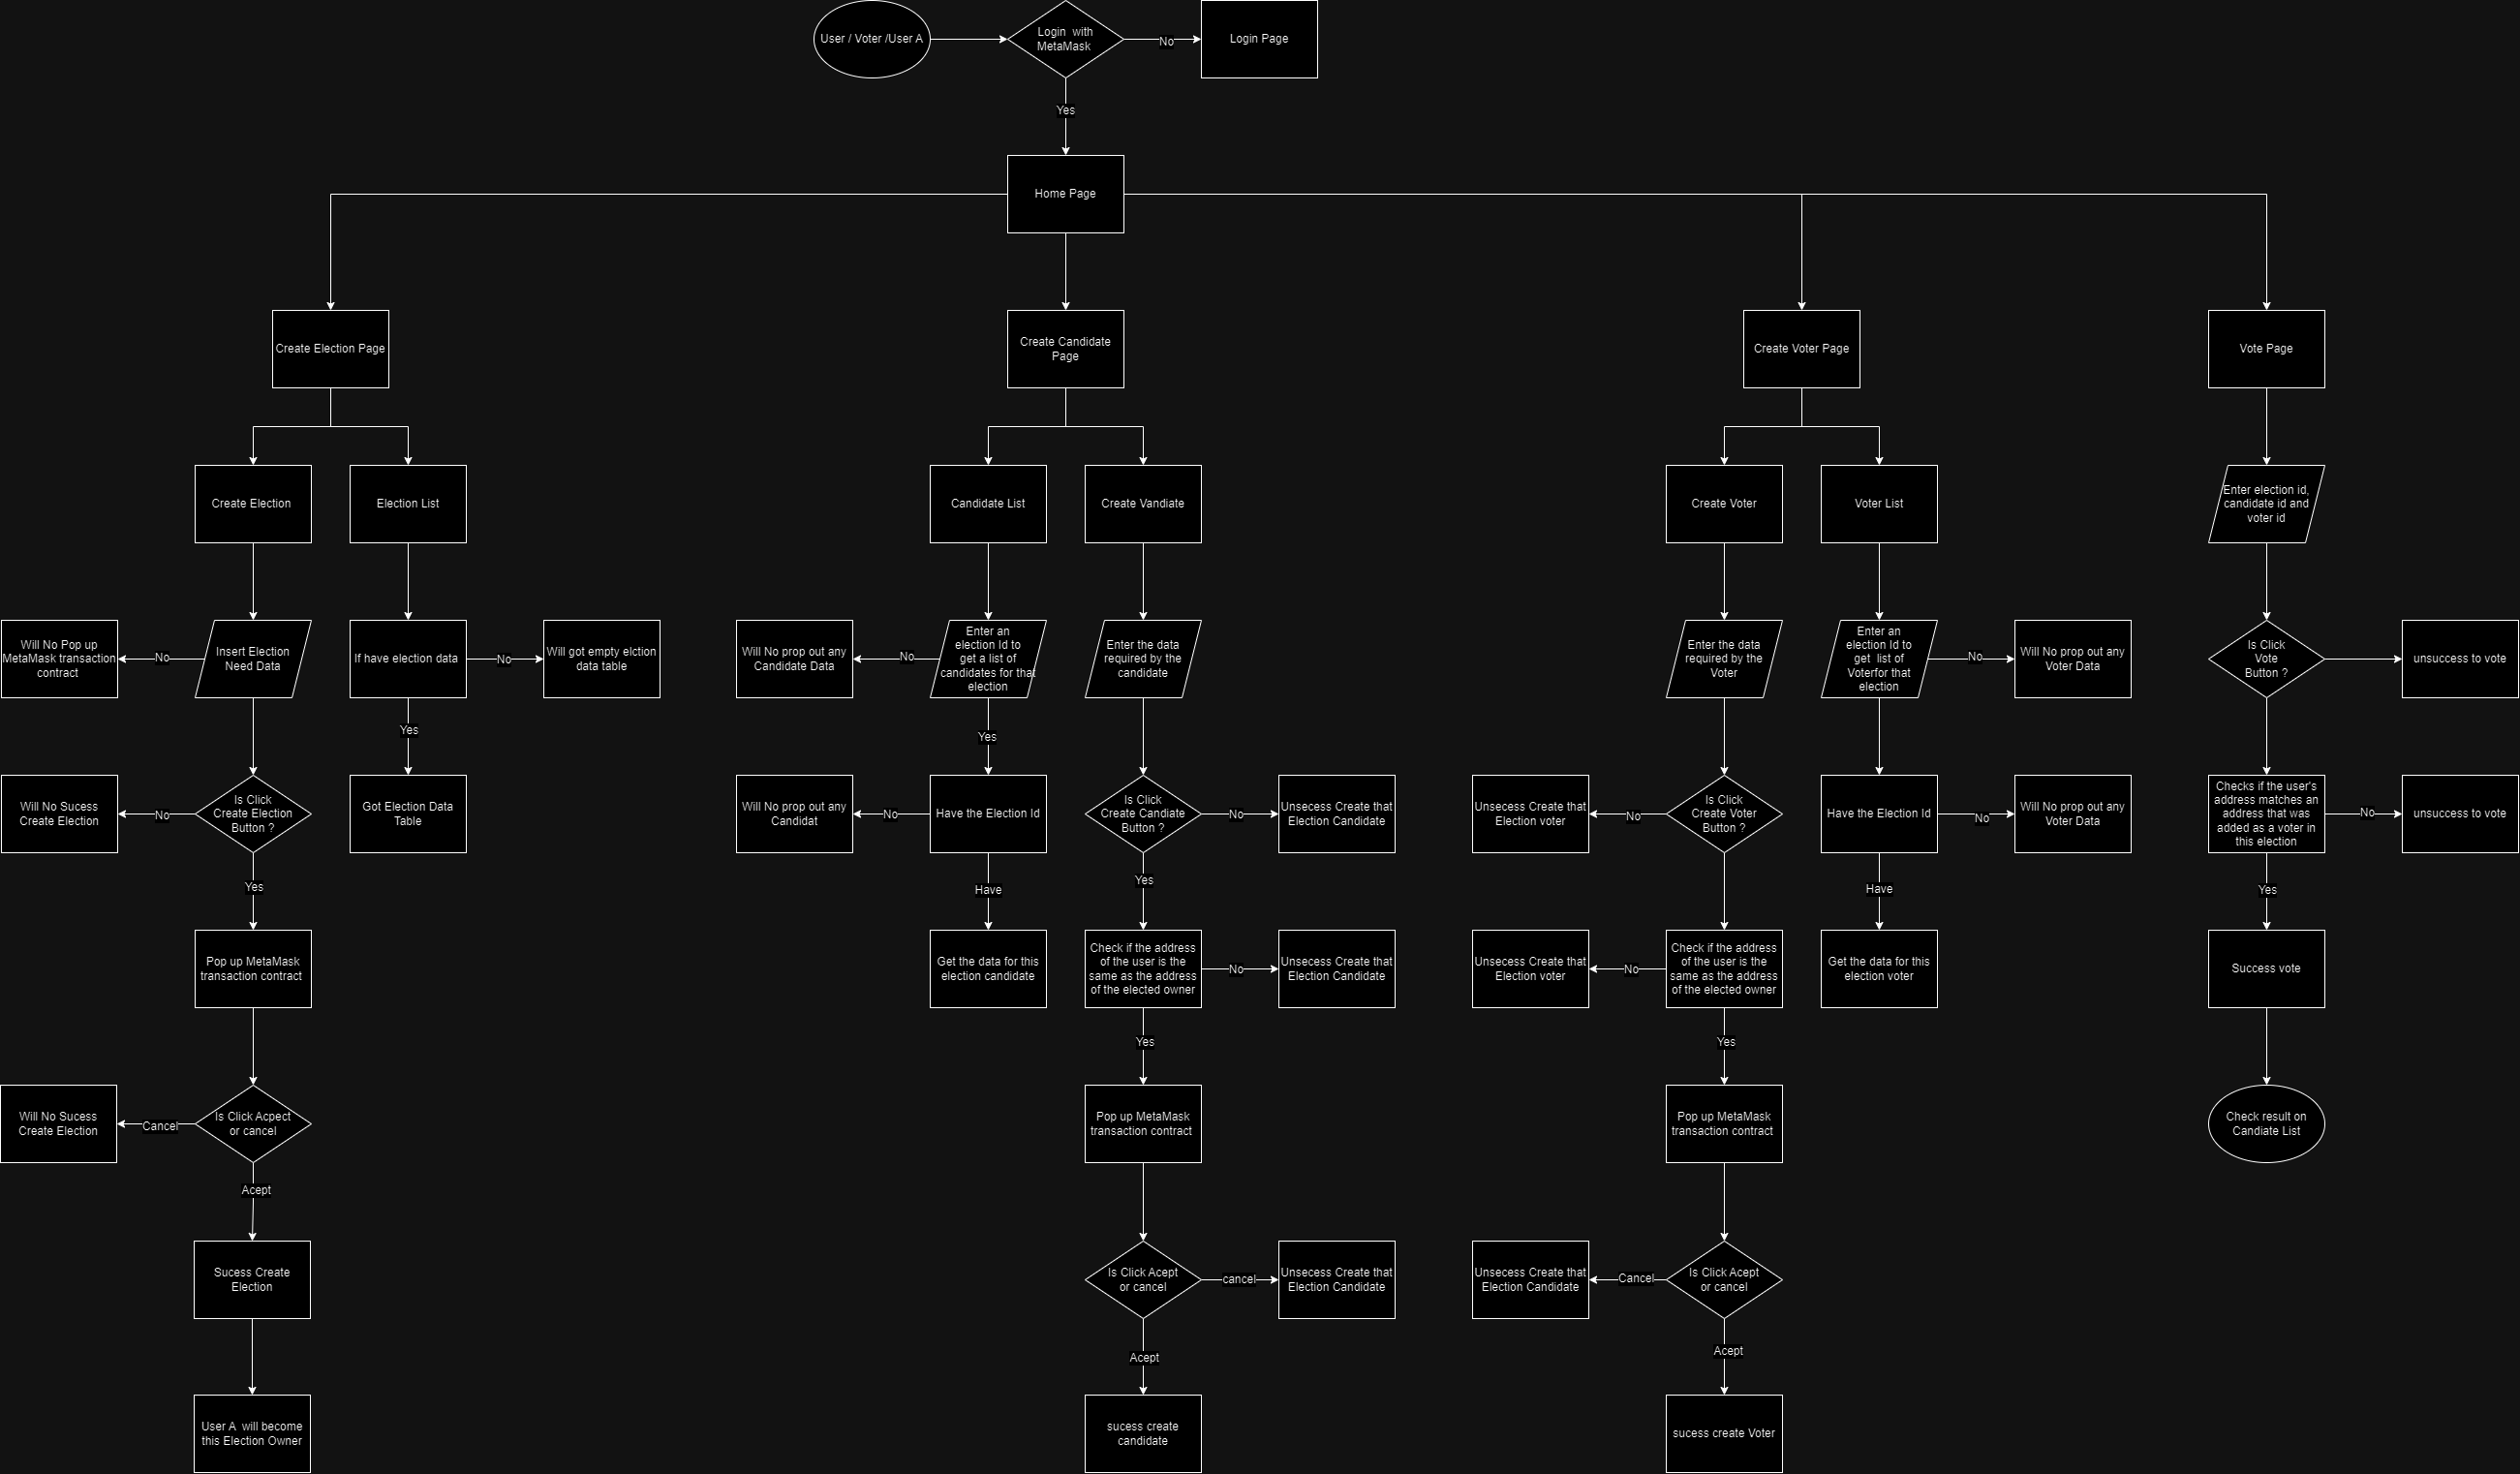 User / Voter /User A
Login with
MetaMask
No
Login Page
Yes
Home Page
Create Election Page
Create Candidate
Page
Create Voter Page
Vote Page
Create Election
Election List
Candidate List
Create Vandiate
Create Voter
Voter List
Enter election id,
candidate id and
voter id
Will No Pop up
MetaMask transaction
contract
No
Insert Election
Need Data
If have election data
No
Will got empty elction
data table
Will No prop out any
Candidate Data
No
Enter an
election Id to
get a list of
candidates for that
election
Enter the data
required by the
candidate
Enter the data
required by the
Voter
Enter an
election Id to
get list of
Voterfor that
election
No
Will No prop out any
Voter Data
Is Click
Vote
Button ?
unsuccess to vote
Yes
Yes
Will No Sucess
Create Election
No
Is Click
Create Election
Button ?
Got Election Data
Table
Will No prop out any
Candidat
No
Have the Election Id
Is Click
Create Candiate
Button ?
No
Unsecess Create that
Election Candidate
Unsecess Create that
Election voter
No
Is Click
Create Voter
Button ?
Have the Election Id
No
Will No prop out any
Voter Data
Checks if the user's
address matches an
address that was
added as a voter in
this election
No
unsuccess to vote
Yes
Have
Yes
Have
Yes
Pop up MetaMask
transaction contract
Get the data for this
election candidate
Check if the address
of the user is the
same as the address
of the elected owner
No
Unsecess Create that
Election Candidate
Unsecess Create that
Election voter
No
Check if the address
of the user is the
same as the address
of the elected owner
Get the data for this
election voter
Success vote
Yes
Yes
Will No Sucess
Create Election
Cancel
Is Click Acpect
or cancel
Pop up MetaMask
transaction contract
Pop up MetaMask
transaction contract
Check result on
Candiate List
Acept
Sucess Create
Election
Is Click Acept
or cancel
cancel
Unsecess Create that
Election Candidate
Unsecess Create that
Election Candidate
Cancel
Is Click Acept
or cancel
Acept
Acept
User A will become
this Election Owner
sucess create
candidate
sucess create Voter